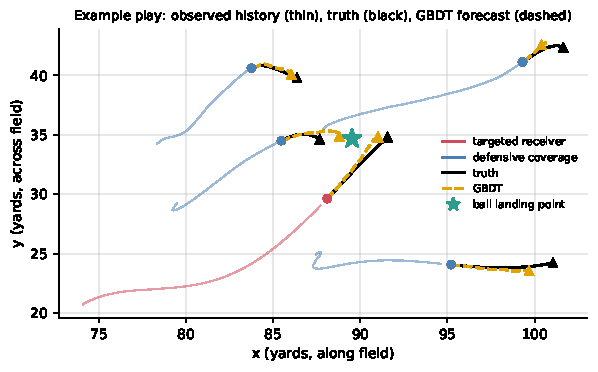 Example play: observed history (thin), truth (black), GBDT forecast (dashed)
y (yards, across field)
40
35
30
25
20
targeted receiver
defensive coverage
truth
GBDT
ball landing point
75
80
85
90
95
100
x (yards, along field)